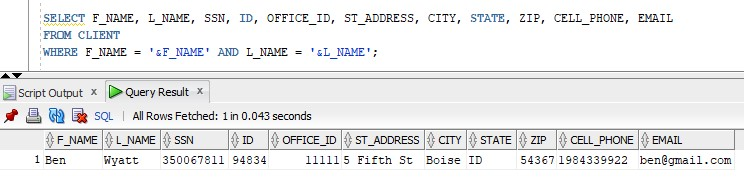 SELECT F_NAME, L_NAME, SSN, ID, OFFICE_ID, ST_ADDRESS, CITY, STATE, ZIP, CELL_PHONE, EMAIL
FROM CLIENT
WHERE F_NAME = '&F_NAME' AND L_NAME = '&L_NAME';
Script Output x Query Result x
SQL | All Rows Fetched: 1 in 0.043 seconds
F_NAME L_NAME SSN ID OFFICE_ID ST_ADDRESS CITY STATE ZIP CELL_PHONE EMAIL
1 Ben Wyatt 350067811 94834 11111 5 Fifth St Boise ID 54367 1984339922 ben@gmail.com